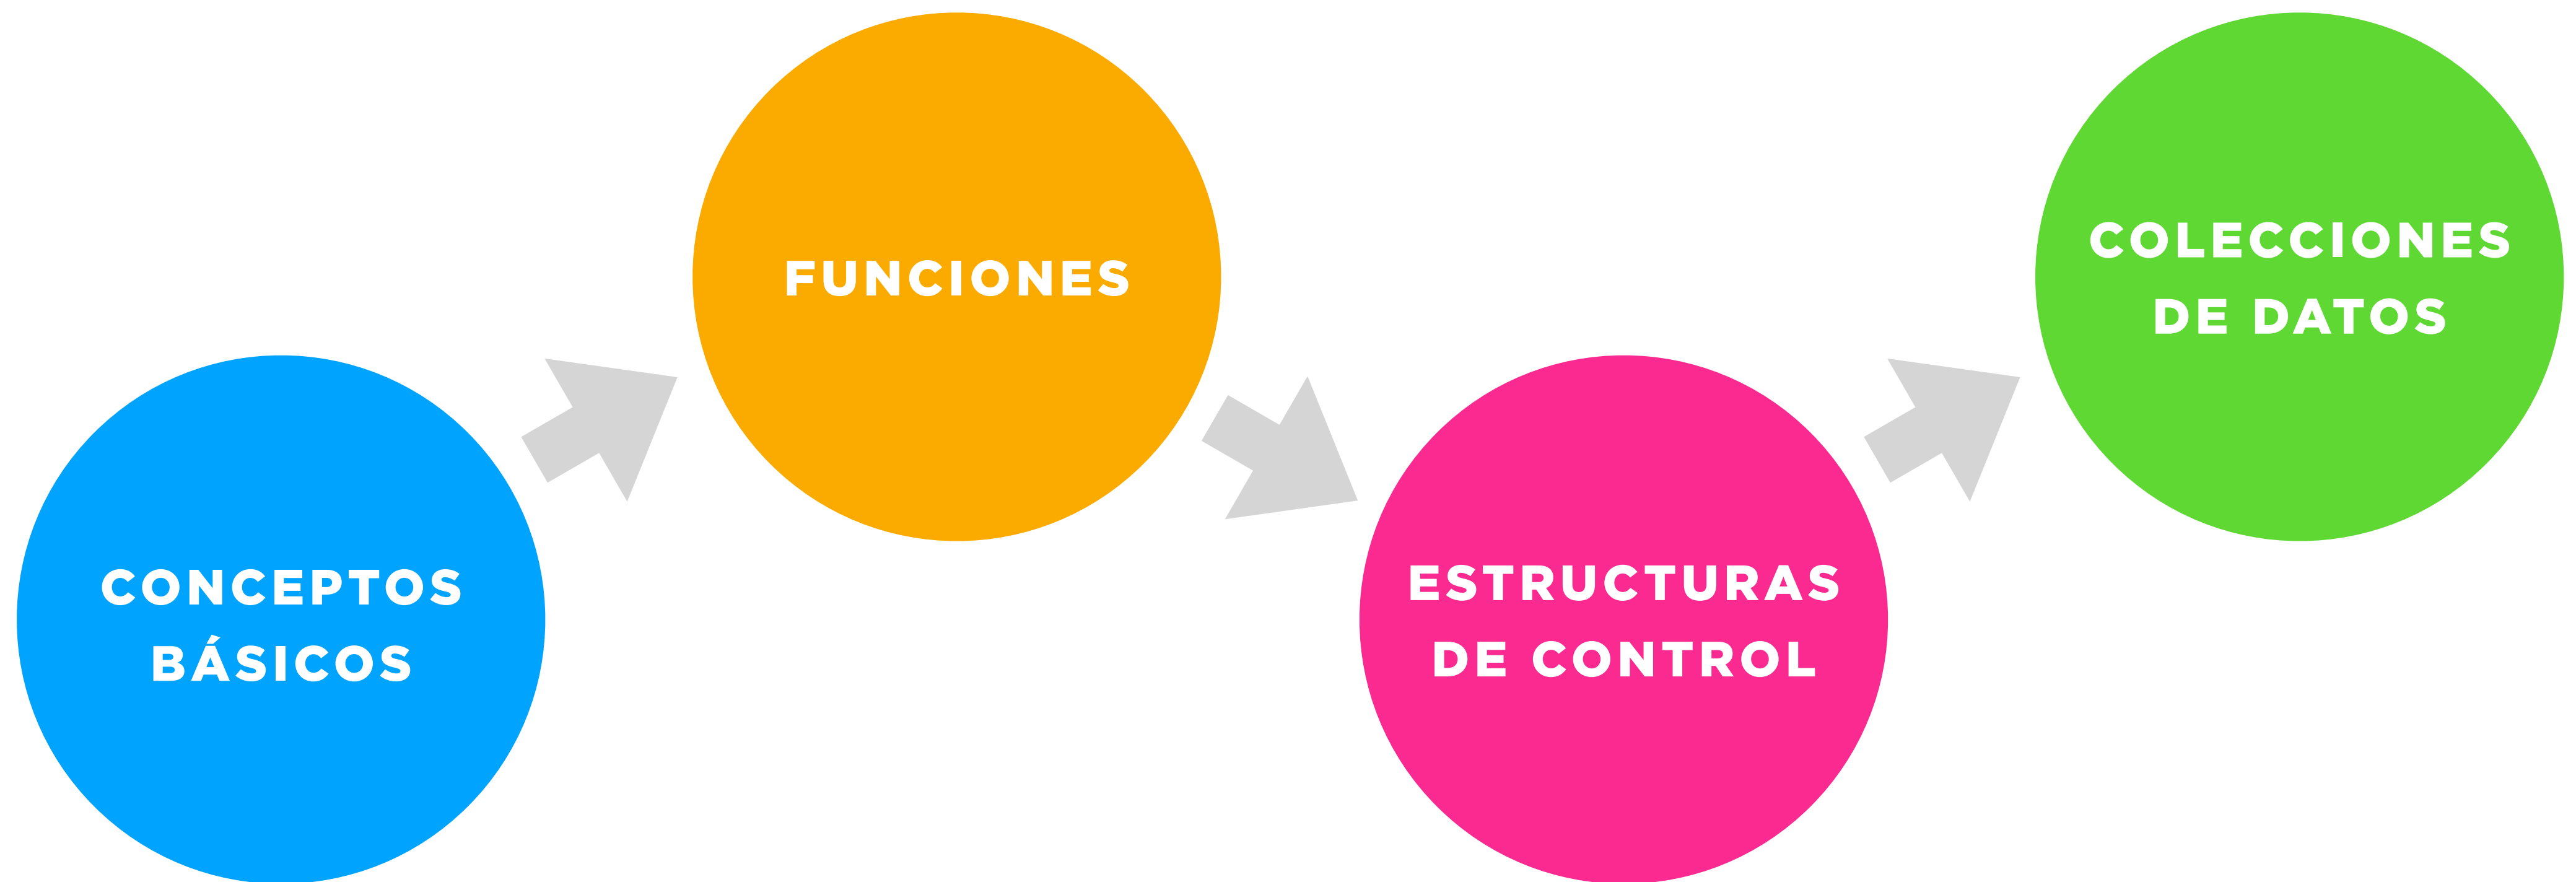 CONCEPTOS
BÁSICOS
FUNCIONES
ESTRUCTURAS
DE CONTROL
COLECCIONES
DE DATOS